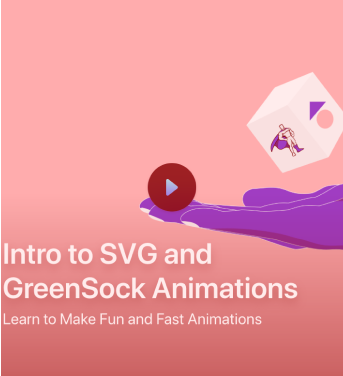 Intro to SVG and
GreenSock Animations
Learn to Make Fun and Fast Animations